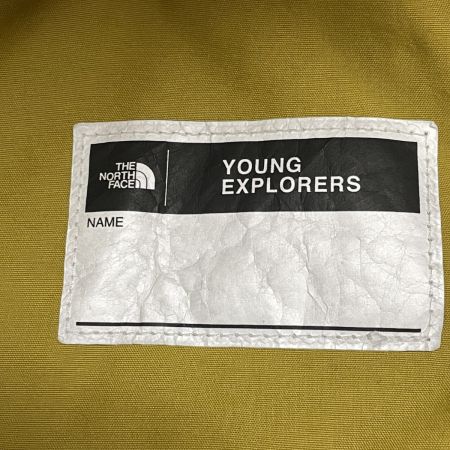 THE
NORTH
FACE
YOUNG
EXPLORERS
NAME